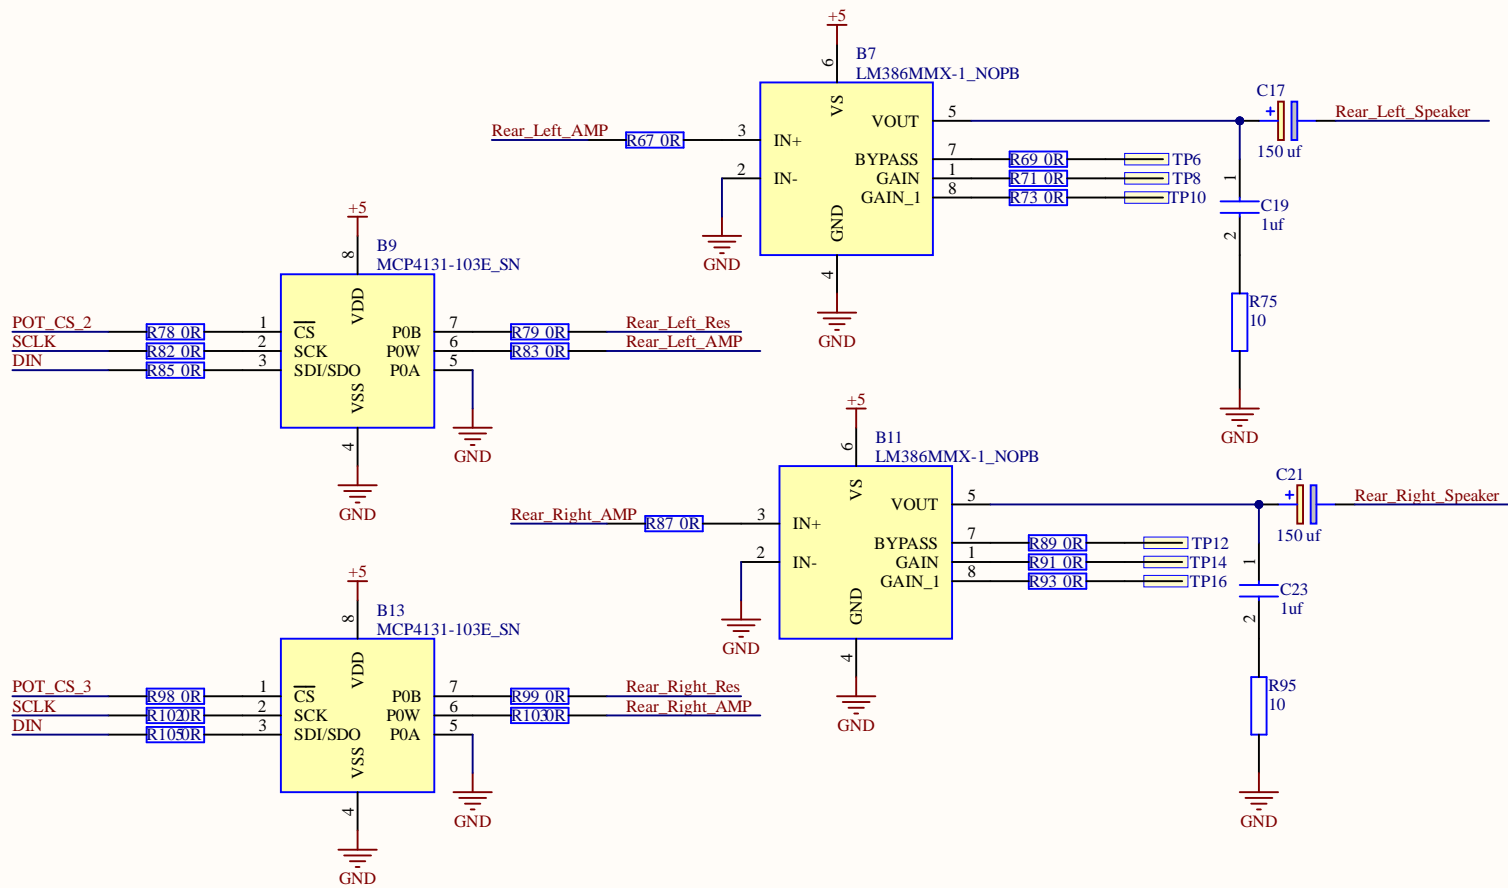 +5
B7
LM386MMX-1_NOPB
6
VS
VOUT
5
C17
+
150 uf
Rear_Left_Speaker
Rear_Left_AMP
R67 0R
3
IN+
2
IN-
BYPASS
7
R69 0R
TP6
GAIN
1
R71 0R
TP8
GAIN_1
8
R73 0R
TP10
GND
GND
4
GND
1
C19
1uf
2
R75
10
GND
+5
B9
MCP4131-103E_SN
8
VDD
POT_CS_2
R78 0R
1
CS
P0B
7
R79 0R
Rear_Left_Res
SCLK
R82 0R
2
SCK
P0W
6
R83 0R
Rear_Left_AMP
DIN
R85 0R
3
SDI/SDO
P0A
5
VSS
4
GND
GND
+5
B11
LM386MMX-1_NOPB
6
VS
VOUT
5
C21
+
150 uf
Rear_Right_Speaker
Rear_Right_AMP
R87 0R
3
IN+
2
IN-
BYPASS
7
R89 0R
TP12
GAIN
1
R91 0R
TP14
GAIN_1
8
R93 0R
TP16
GND
GND
4
GND
1
C23
1uf
2
R95
10
GND
+5
B13
MCP4131-103E_SN
8
VDD
POT_CS_3
R98 0R
1
CS
P0B
7
R99 0R
Rear_Right_Res
SCLK
R102 0R
2
SCK
P0W
6
R103 0R
Rear_Right_AMP
DIN
R105 0R
3
SDI/SDO
P0A
5
VSS
4
GND
GND